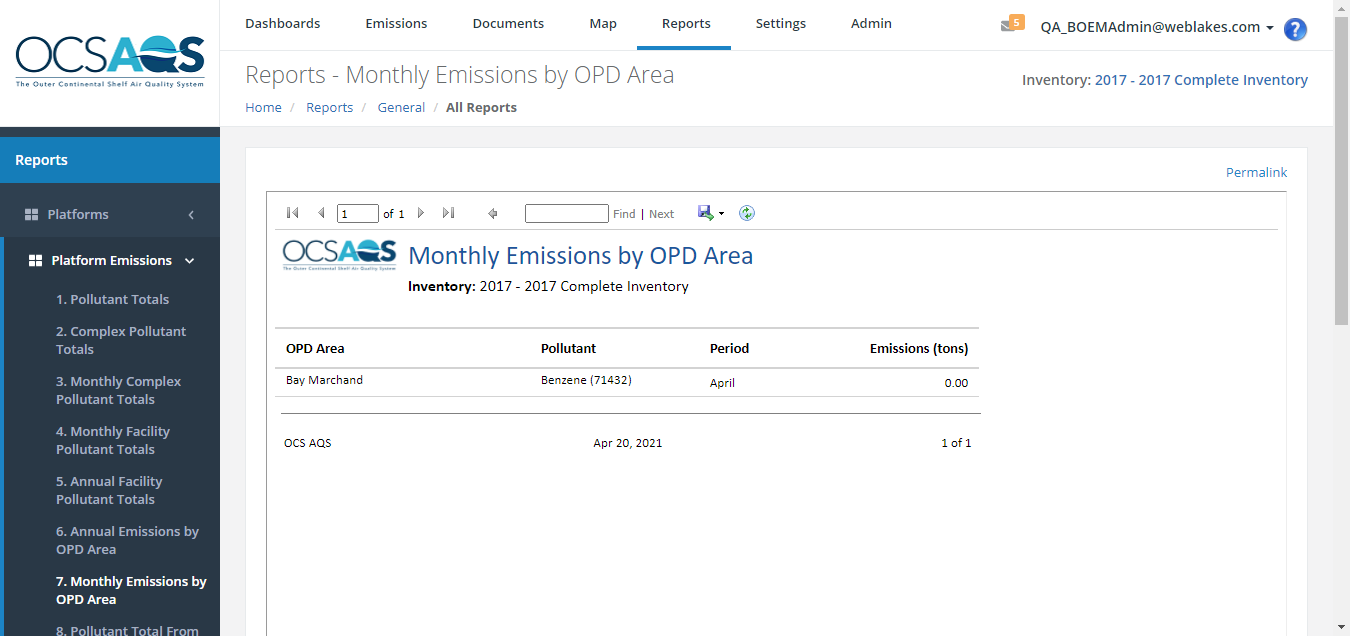 OCSAQS
The Outer Continental Shelf Air Quality System
Dashboards Emissions Documents Map Reports Settings Admin
5 QA_BOEMAdmin@weblakes.com ?
Reports - Monthly Emissions by OPD Area
Inventory: 2017 - 2017 Complete Inventory
Home / Reports / General / All Reports
Reports
Platforms
Platform Emissions
1. Pollutant Totals
2. Complex Pollutant
Totals
3. Monthly Complex
Pollutant Totals
4. Monthly Facility
Pollutant Totals
5. Annual Facility
Pollutant Totals
6. Annual Emissions by
OPD Area
7. Monthly Emissions by
OPD Area
8. Pollutant Total From
Permalink
1 of 1 Find | Next
OCSAQS
The Outer Continental Shelf Air Quality System
Monthly Emissions by OPD Area
Inventory: 2017 - 2017 Complete Inventory
OPD Area Pollutant Period Emissions (tons)
Bay Marchand Benzene (71432) April 0.00
OCS AQS Apr 20, 2021 1 of 1